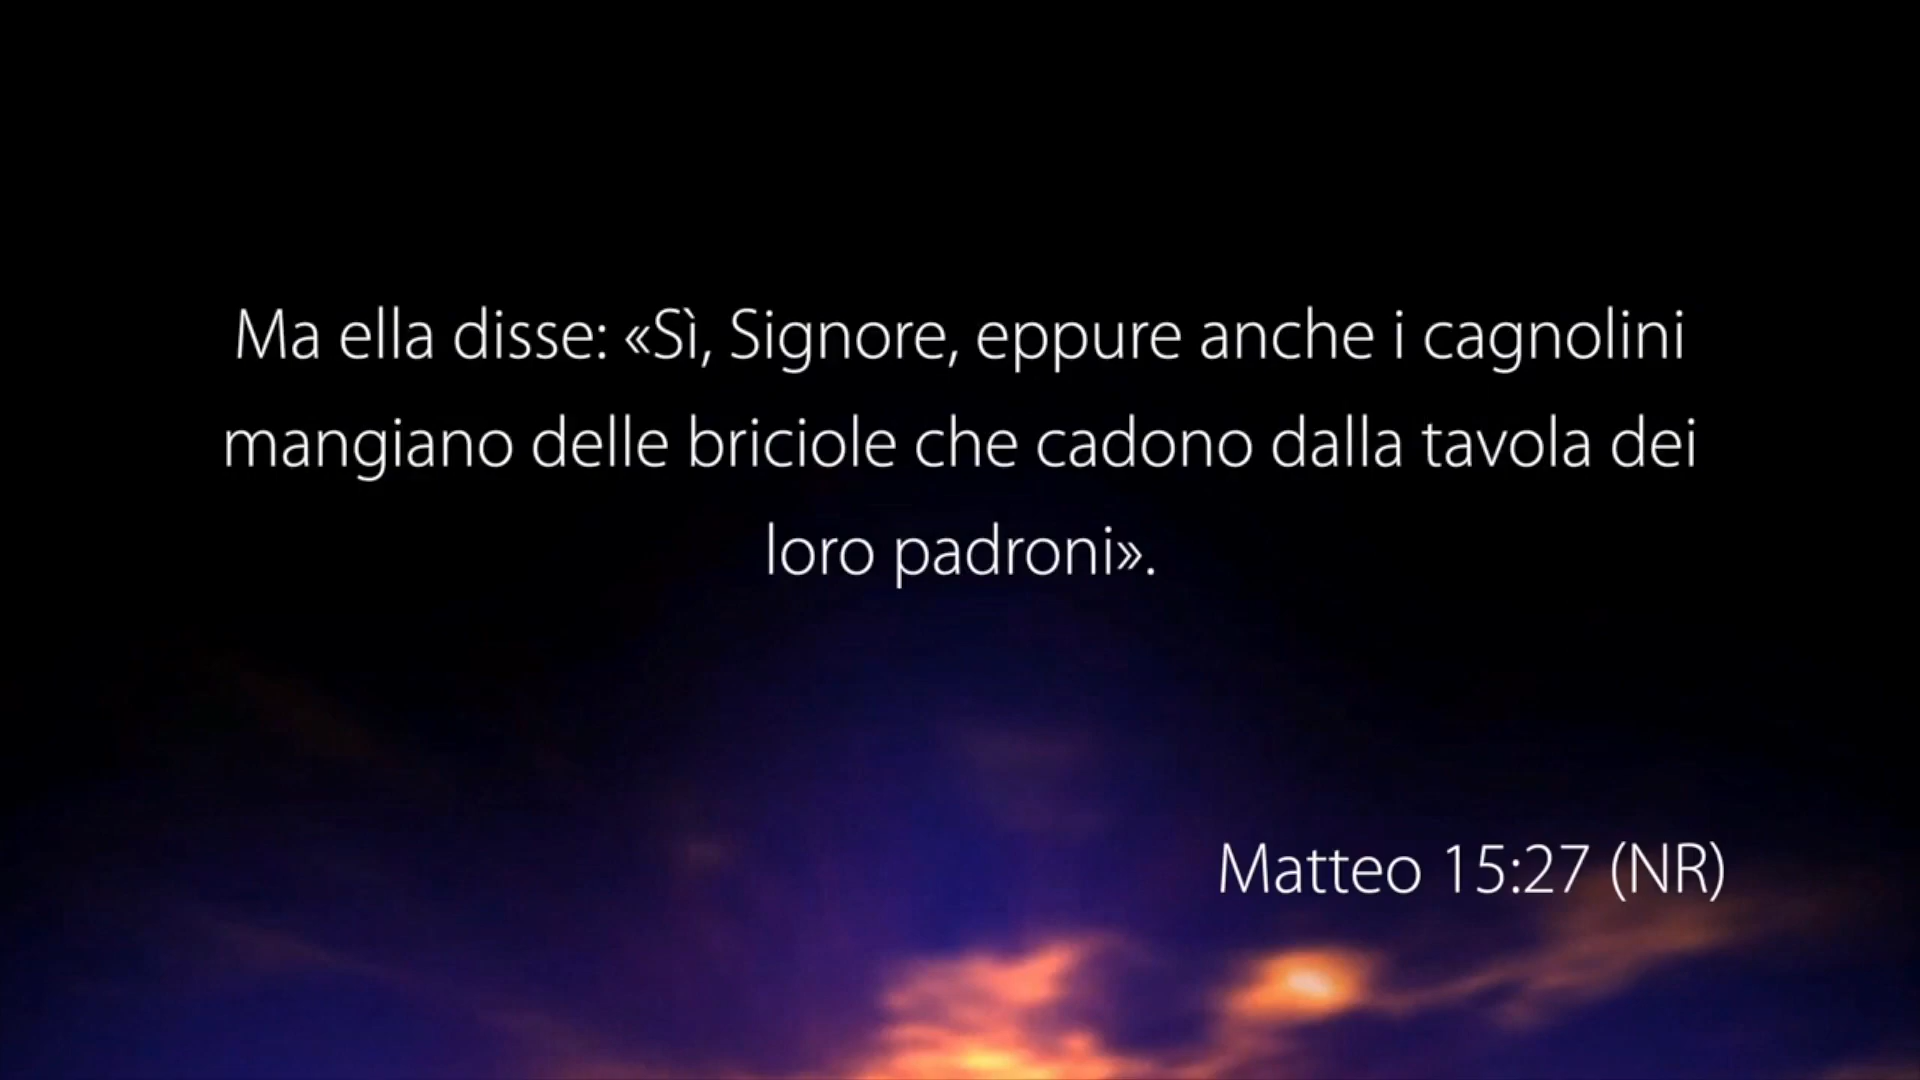 Ma ella disse: «Sì, Signore, eppure anche i cagnolini
mangiano delle briciole che cadono dalla tavola dei
loro padroni».
Matteo 15:27 (NR)